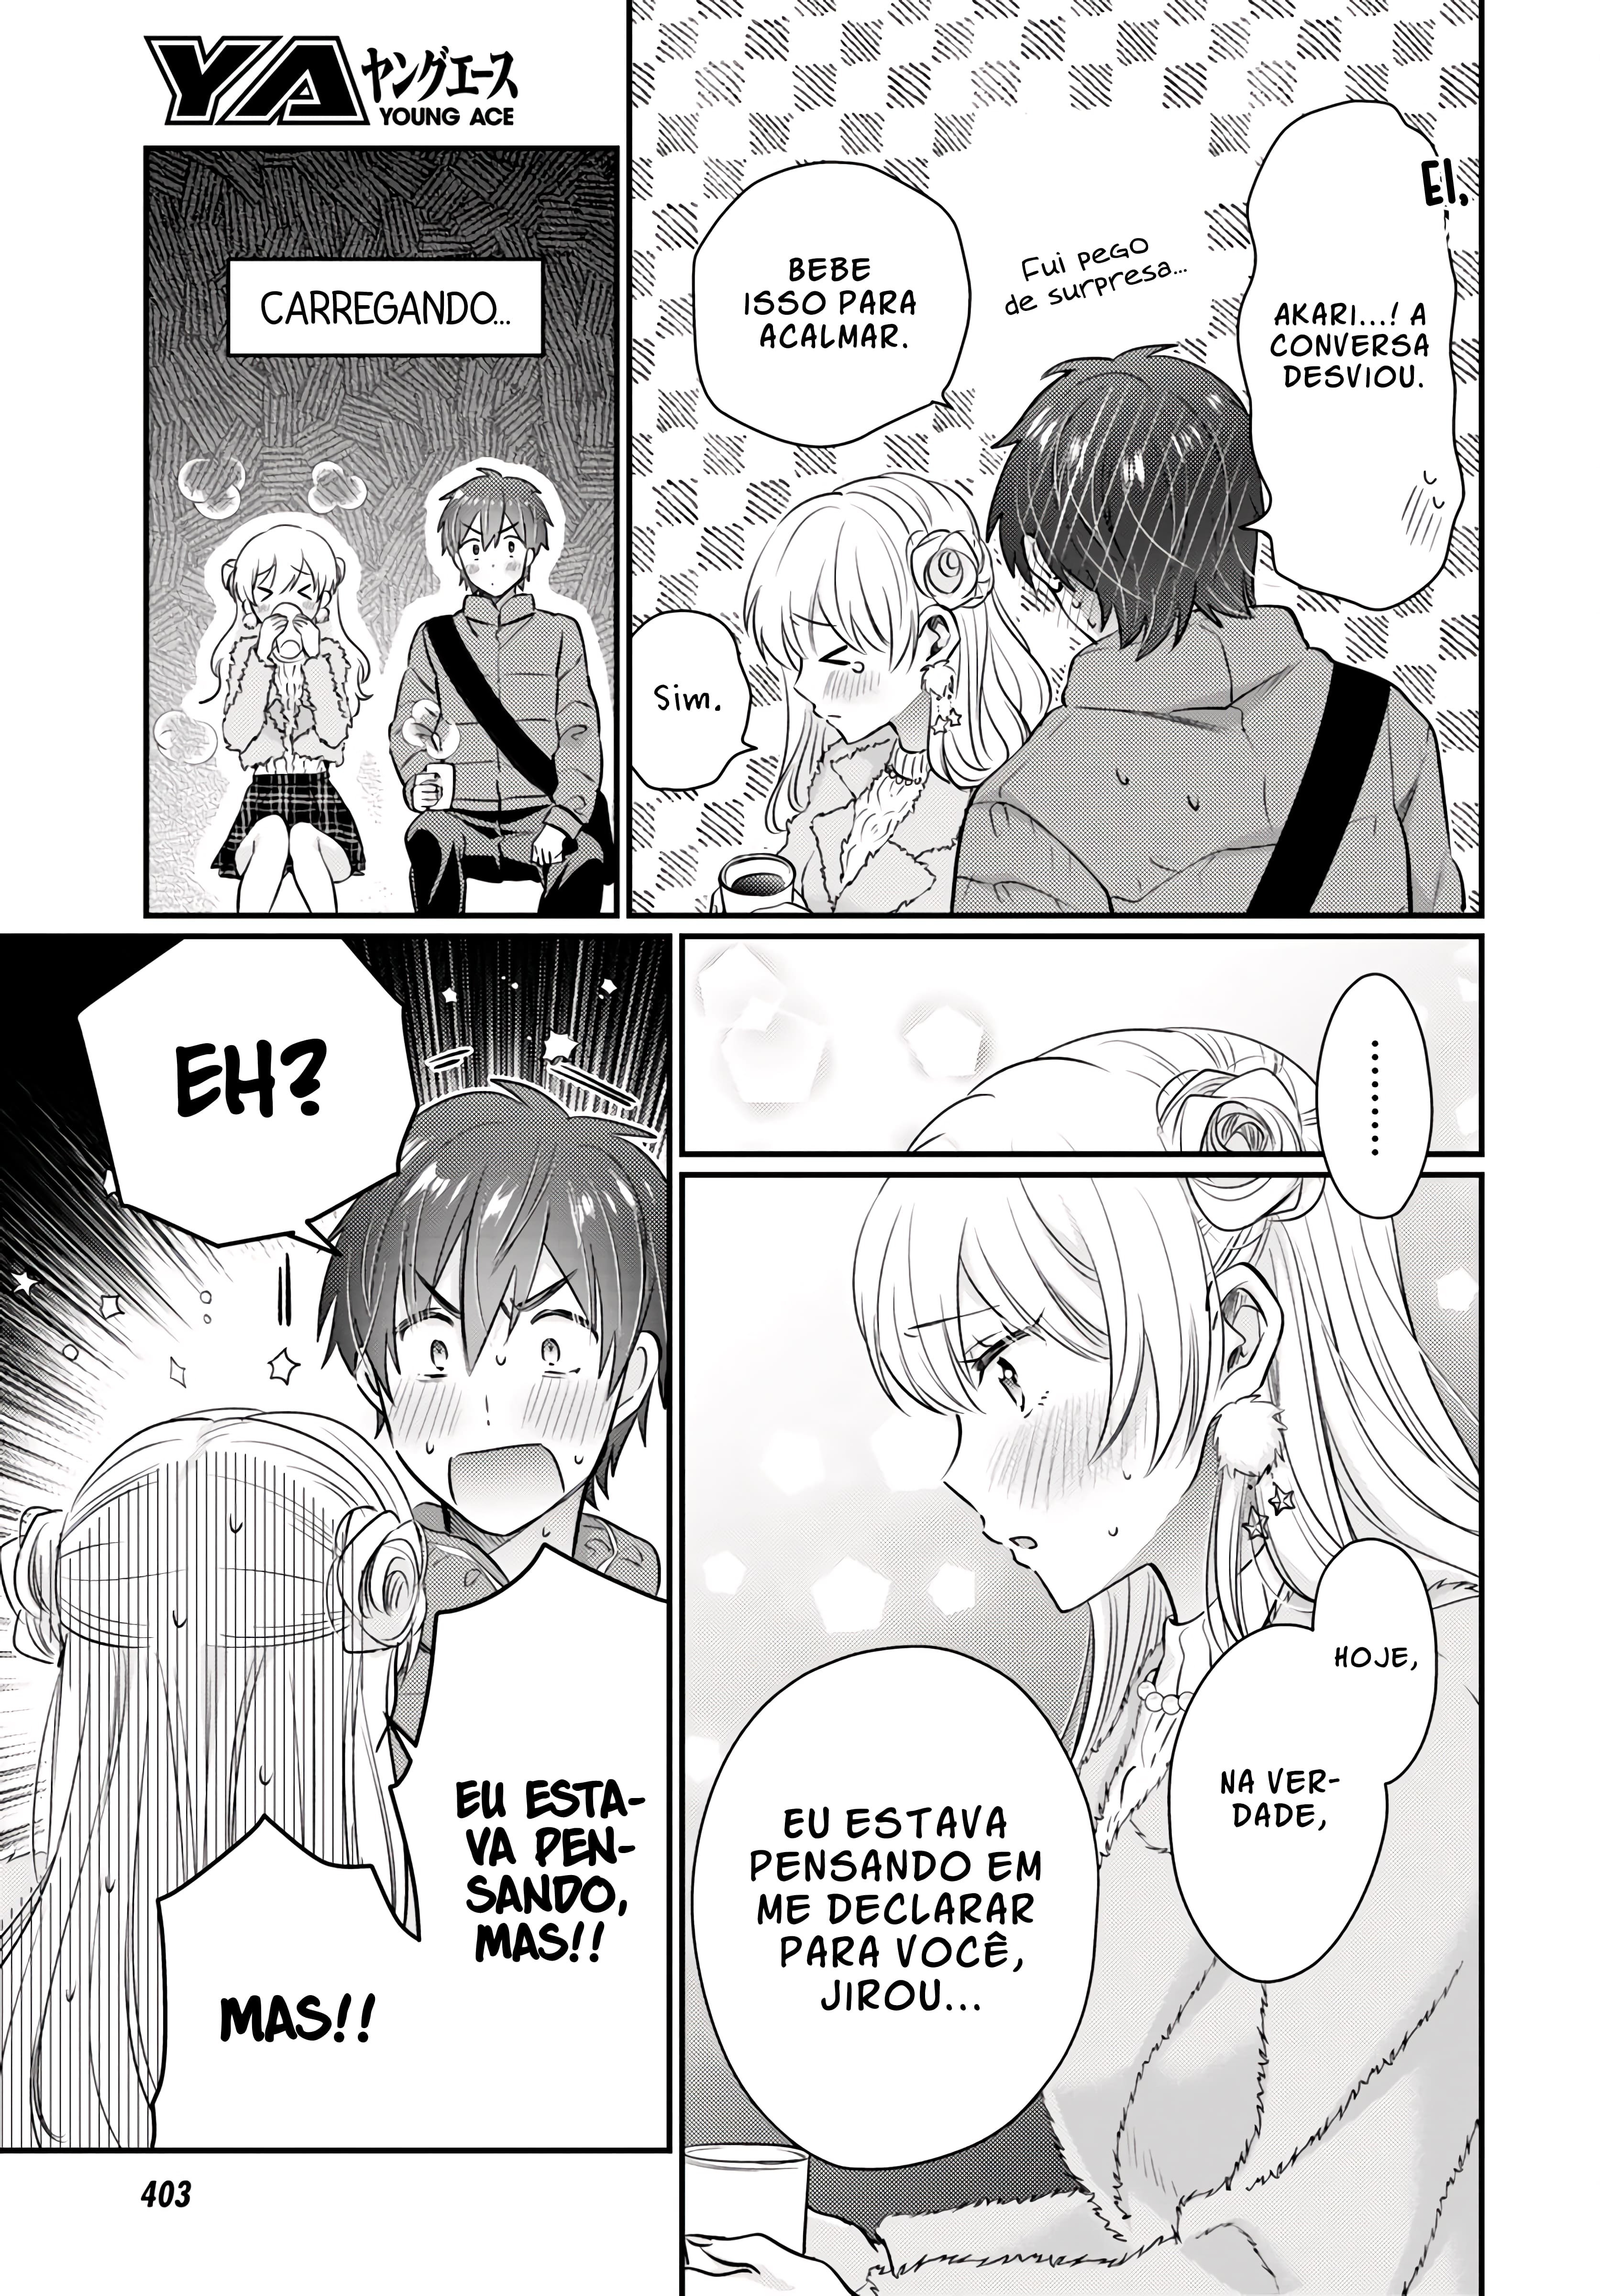 EI,
AKARI...! A
CONVERSA
DESVIOU.
Fui pego
de surpresa...
BEBE
ISSO PARA
ACALMAR.
Sim.
YA ヤングエース
YOUNG ACE
CARREGANDO...
.........
HOJE,
NA VER-
DADE,
EU ESTAVA
PENSANDO EM
ME DECLARAR
PARA VOCÊ,
JIROU...
EH?
EU ESTA-
VA PEN-
SANDO,
MAS!!
MAS!!
403